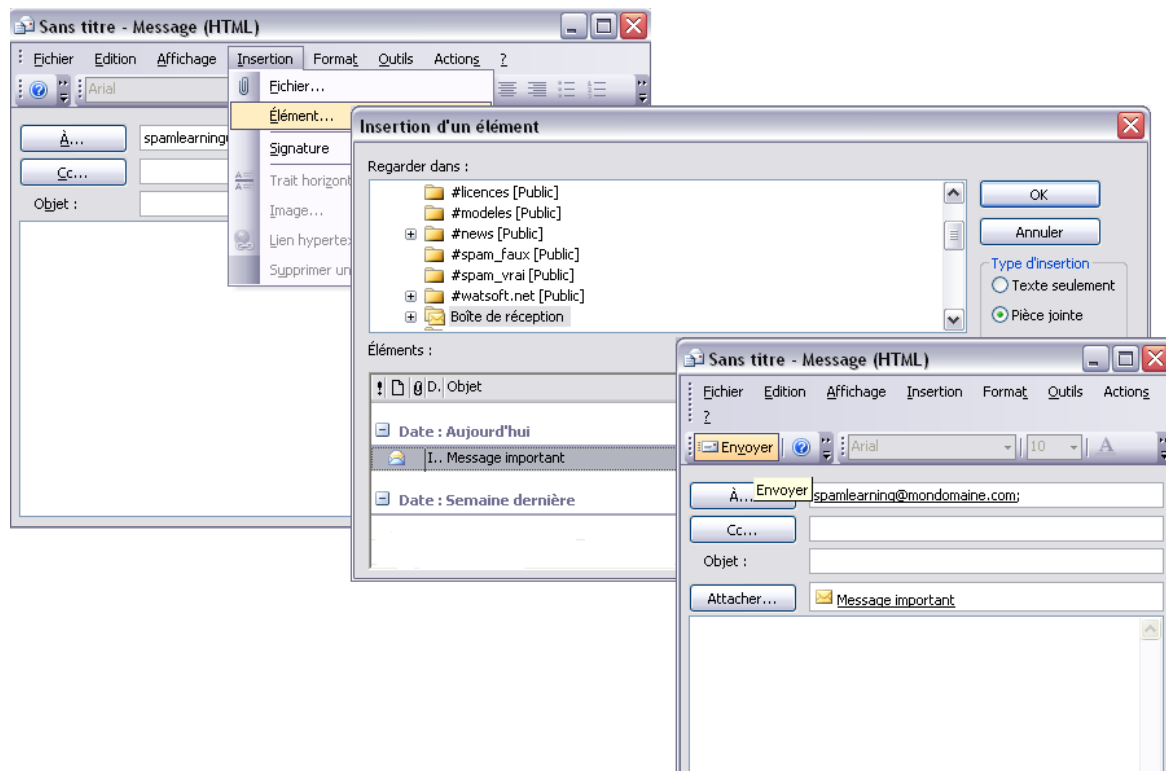 Sans titre - Message (HTML)
Fichier Edition Affichage Insertion Format Outils Actions ?
Arial
À...
spamlearning
Cc...
Objet :
Fichier...
Élément...
Signature
Trait horizont
Image...
Lien hypertex
Supprimer un
Insertion d'un élément
Regarder dans :
#licences [Public]
#modeles [Public]
#news [Public]
#spam_faux [Public]
#spam_vrai [Public]
#watsoft.net [Public]
Boîte de réception
OK
Annuler
Type d'insertion
Texte seulement
Pièce jointe
Éléments :
D. Objet
Date : Aujourd'hui
I.. Message important
Date : Semaine dernière
Sans titre - Message (HTML)
Fichier Edition Affichage Insertion Format Outils Actions
?
Envoyer Arial 10 A
À... Envoyer spamlearning@mondomaine.com;
Cc...
Objet :
Attacher... Message important